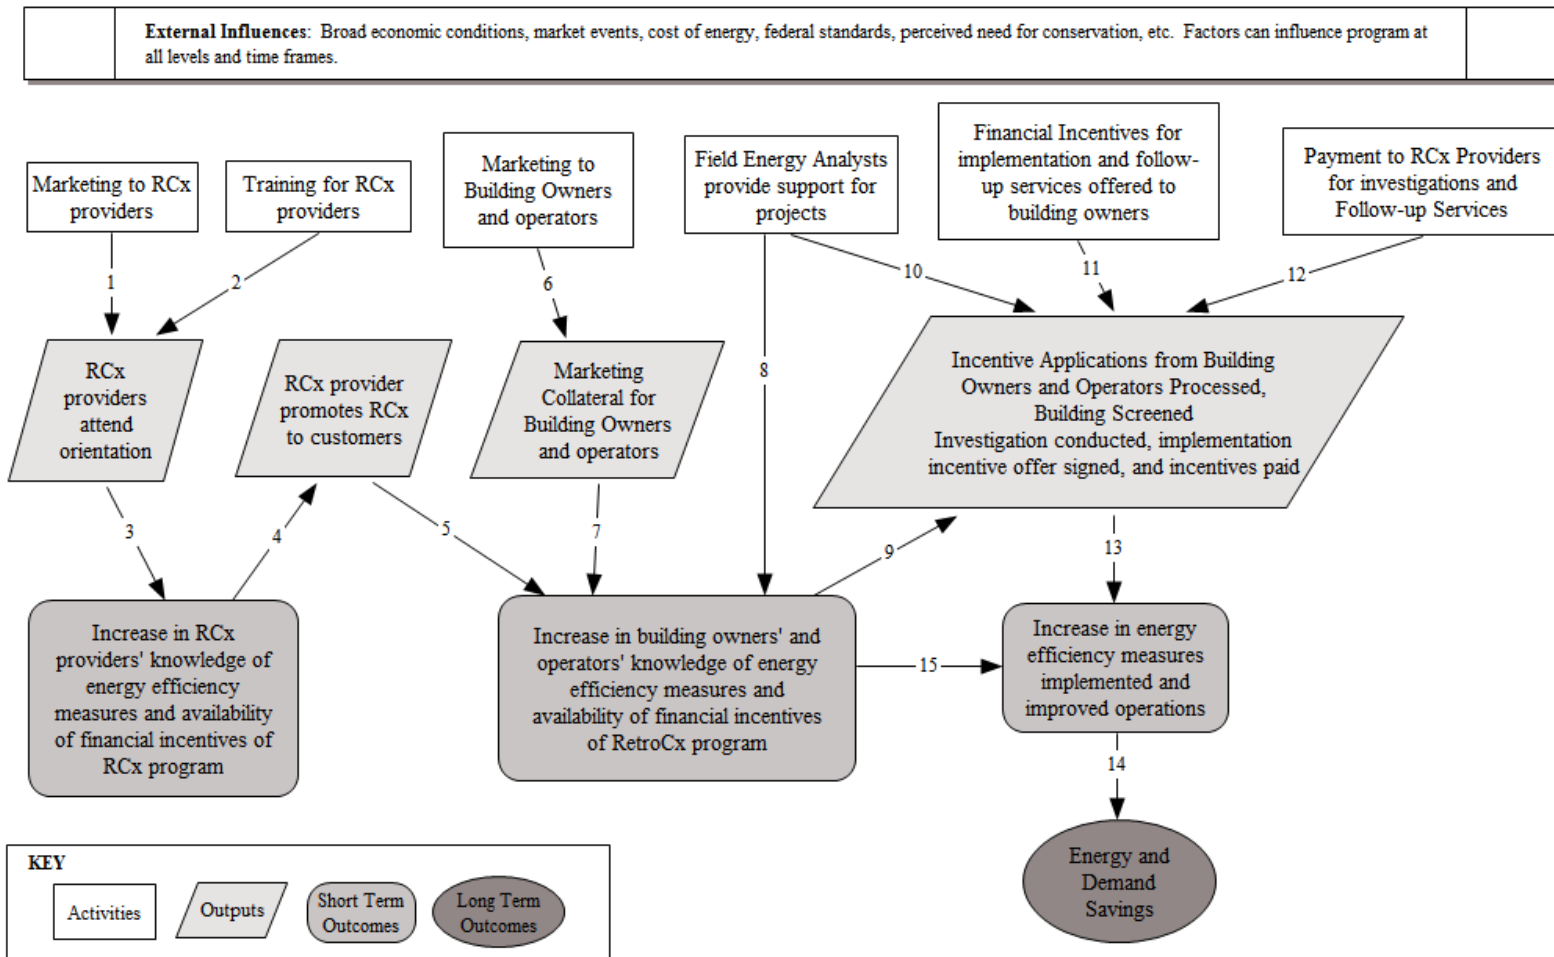 External Influences: Broad economic conditions, market events, cost of energy, federal standards, perceived need for conservation, etc. Factors can influence program at
all levels and time frames.
Marketing to RCx
providers
Training for RCx
providers
Marketing to
Building Owners
and operators
Field Energy Analysts
provide support for
projects
Financial Incentives for
implementation and follow-
up services offered to
building owners
Payment to RCx Providers
for investigations and
Follow-up Services
1
2
6
8
10
11
12
RCx
providers
attend
orientation
RCx provider
promotes RCx
to customers
Marketing
Collateral for
Building Owners
and operators
Incentive Applications from Building
Owners and Operators Processed,
Building Screened
Investigation conducted, implementation
incentive offer signed, and incentives paid
3
4
5
7
9
13
Increase in RCx
providers' knowledge of
energy efficiency
measures and availability
of financial incentives of
RCx program
Increase in building owners' and
operators' knowledge of energy
efficiency measures and
availability of financial incentives
of RetroCx program
15
Increase in energy
efficiency measures
implemented and
improved operations
14
Energy and
Demand
Savings
KEY
Activities
Outputs
Short Term
Outcomes
Long Term
Outcomes